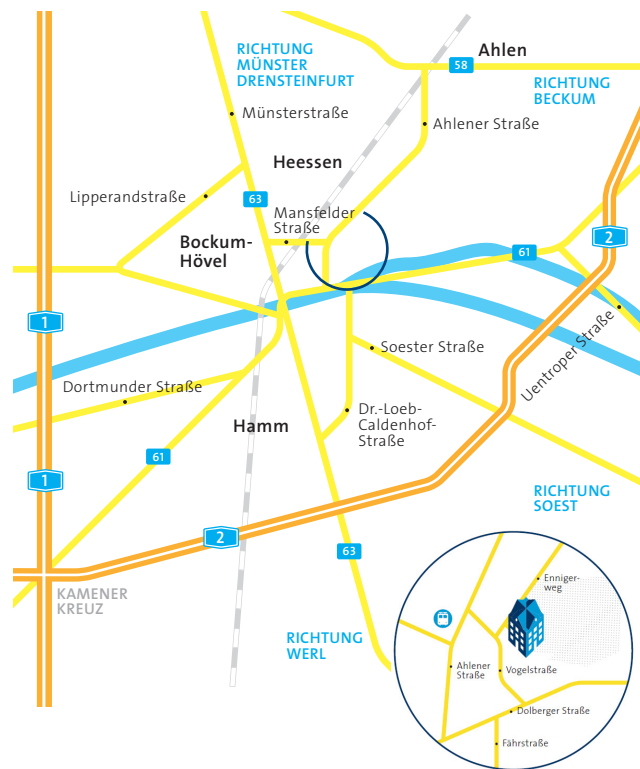 Ahlen
RICHTUNG
MÜNSTER
DRENSTEINFURT
58
RICHTUNG
BECKUM
Münsterstraße
Ahlener Straße
Heessen
Lipperandstraße
63
Mansfelder
Straße
2
Bockum-
Hövel
61
1
Uentroper Straße
Soester Straße
Dortmunder Straße
Dr.-Loeb-
Caldenhof-
Straße
Hamm
61
1
RICHTUNG
SOEST
2
63
KAMENER
KREUZ
Enniger-
weg
RICHTUNG
WERL
Ahlener
Straße
Vogelstraße
Dolberger Straße
Fährstraße